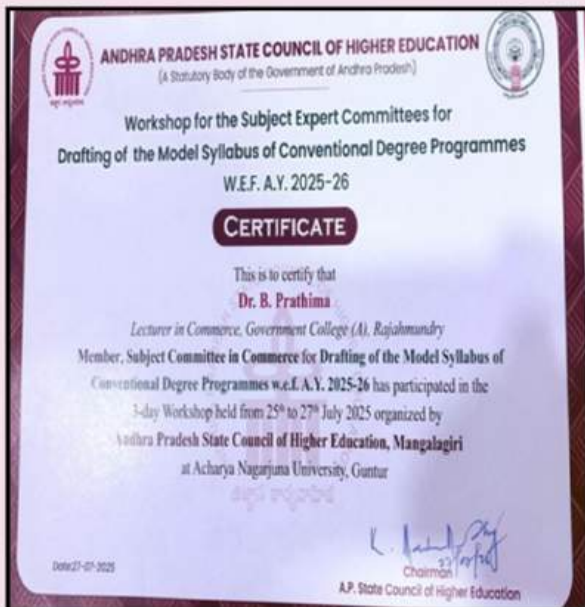 ANDHRA PRADESH STATE COUNCIL OF HIGHER EDUCATION
(A Statutory Body of the Government of Andhra Pradesh)
Workshop for the Subject Expert Committees for
Drafting of the Model Syllabus of Conventional Degree Programmes
W.E.F. A.Y. 2025-26
CERTIFICATE
This is to certify that
Dr. B. Prathima
Lecturer in Commerce, Government College (A), Rajahmundry
Member, Subject Committee in Commerce for Drafting of the Model Syllabus of
Conventional Degree Programmes w.e.f. A.Y. 2025-26 has participated in the
3-day Workshop held from 25th to 27th July 2025 organized by
Andhra Pradesh State Council of Higher Education, Mangalagiri
at Acharya Nagarjuna University, Guntur
K.
Date:27-07-2025
Chairman
A.P. State Council of Higher Education